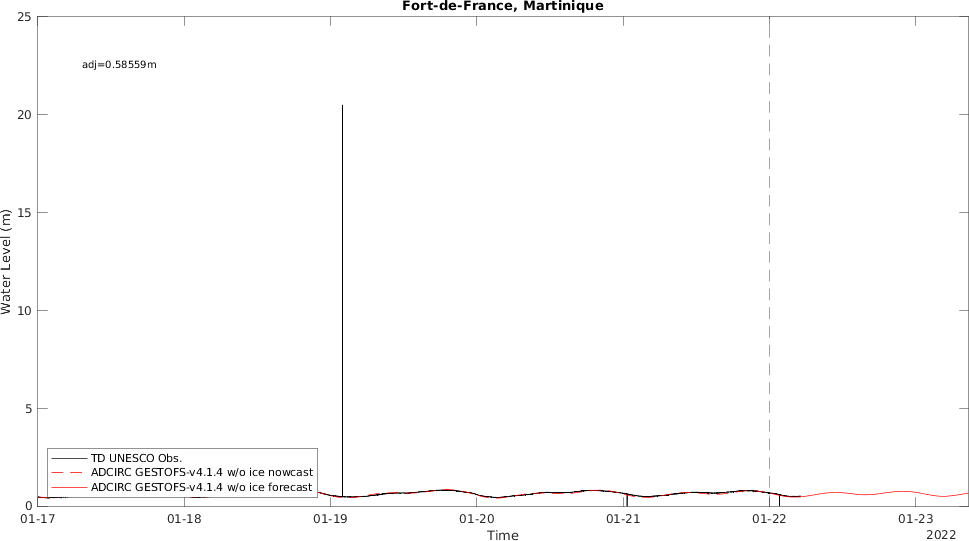 Fort-de-France, Martinique
25
adj=0.58559m
20
15
Water Level (m)
10
5
TD UNESCO Obs.
ADCIRC GESTOFS-v4.1.4 w/o ice nowcast
ADCIRC GESTOFS-v4.1.4 w/o ice forecast
0
01-17 01-18 01-19 01-20 01-21 01-22 01-23
Time
2022